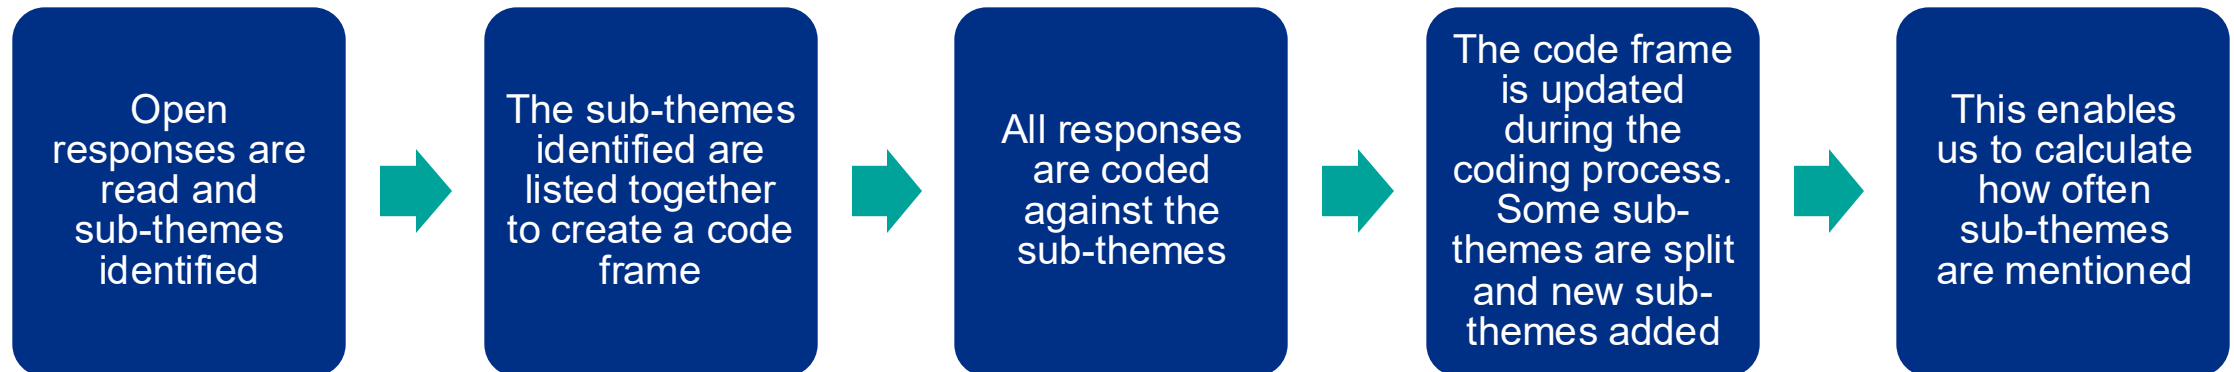 Open
responses are
read and
sub-themes
identified
The sub-themes
identified are
listed together
to create a code
frame
All responses
are coded
against the
sub-themes
The code frame
is updated
during the
coding process.
Some sub-
themes are split
and new sub-
themes added
This enables
us to calculate
how often
sub-themes
are mentioned